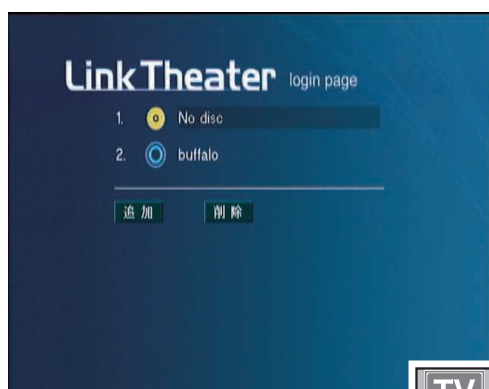 LinkTheater login page
1. No disc
2. buffalo
追加 削除
TV